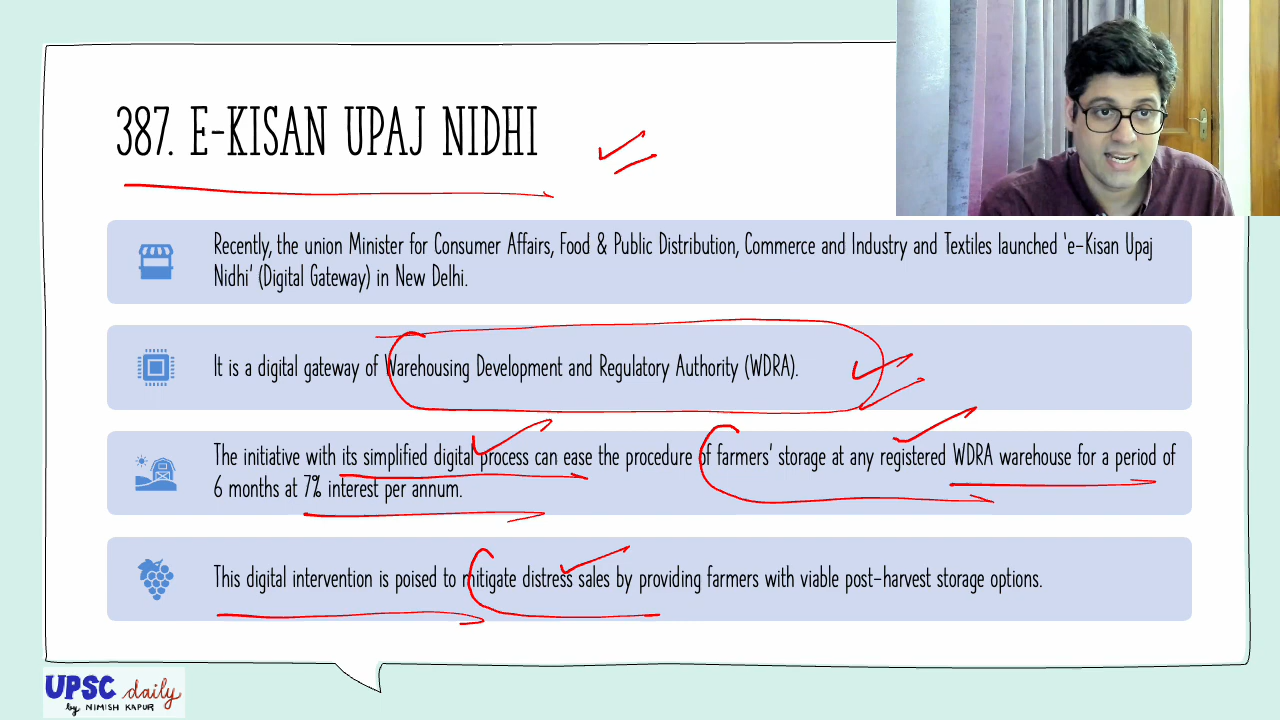 387. E-KISAN UPAJ NIDHI
Recently, the union Minister for Consumer Affairs, Food & Public Distribution, Commerce and Industry and Textiles launched ‘e-Kisan Upaj
Nidhi’ (Digital Gateway) in New Delhi.
It is a digital gateway of Warehousing Development and Regulatory Authority (WDRA).
The initiative with its simplified digital process can ease the procedure of farmers’ storage at any registered WDRA warehouse for a period of
6 months at 7% interest per annum.
This digital intervention is poised to mitigate distress sales by providing farmers with viable post-harvest storage options.
UPSC daily
by NIMISH KAPUR